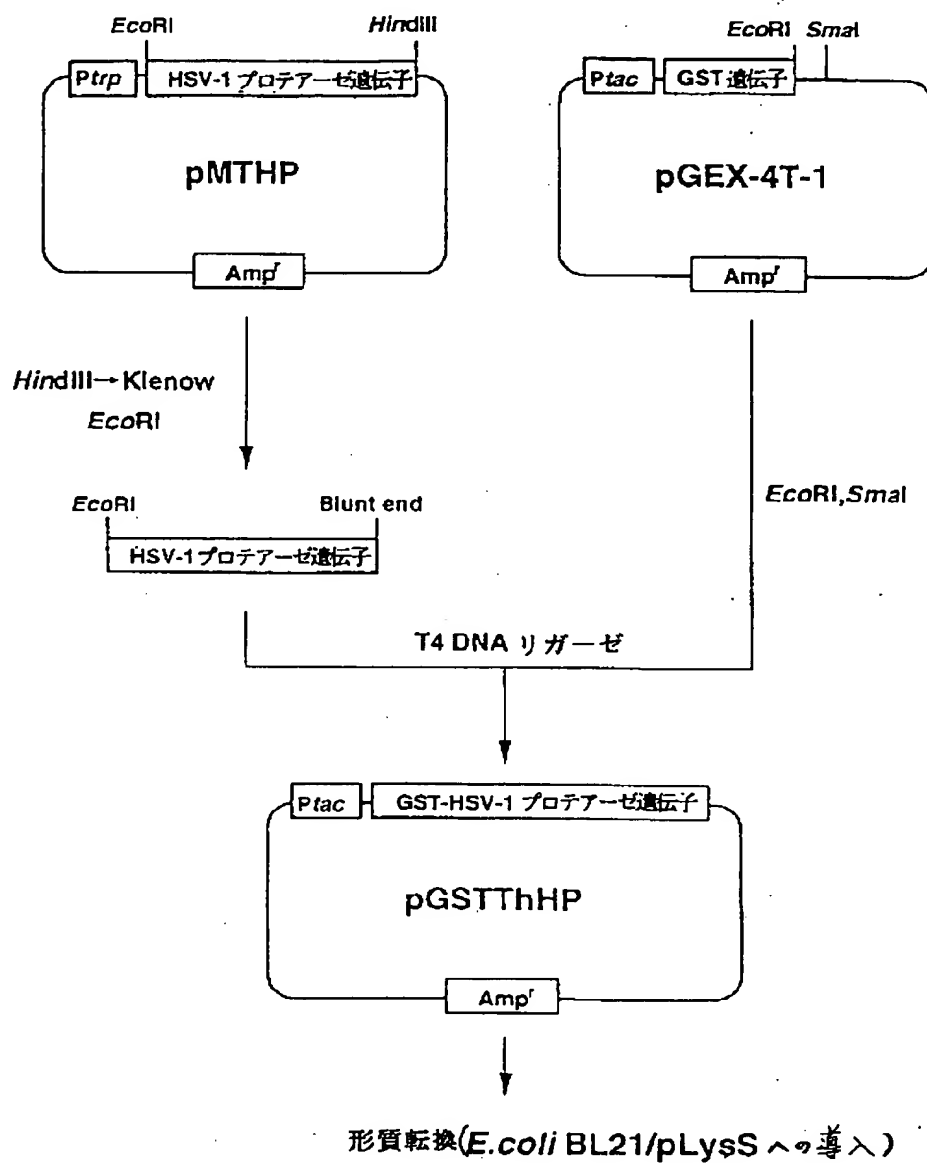 EcoRI HindIII
Ptrp HSV-1 プロテアーゼ遺伝子
pMTHP
Ampr
EcoRI SmaI
Ptac GST 遺伝子
pGEX-4T-1
Ampr
HindIII→Klenow
EcoRI
EcoRI Blunt end
HSV-1プロテアーゼ遺伝子
EcoRI,SmaI
T4 DNA リガーゼ
Ptac GST-HSV-1 プロテアーゼ遺伝子
pGSTThHP
Ampr
形質転換(E.coli BL21/pLysS への導入)